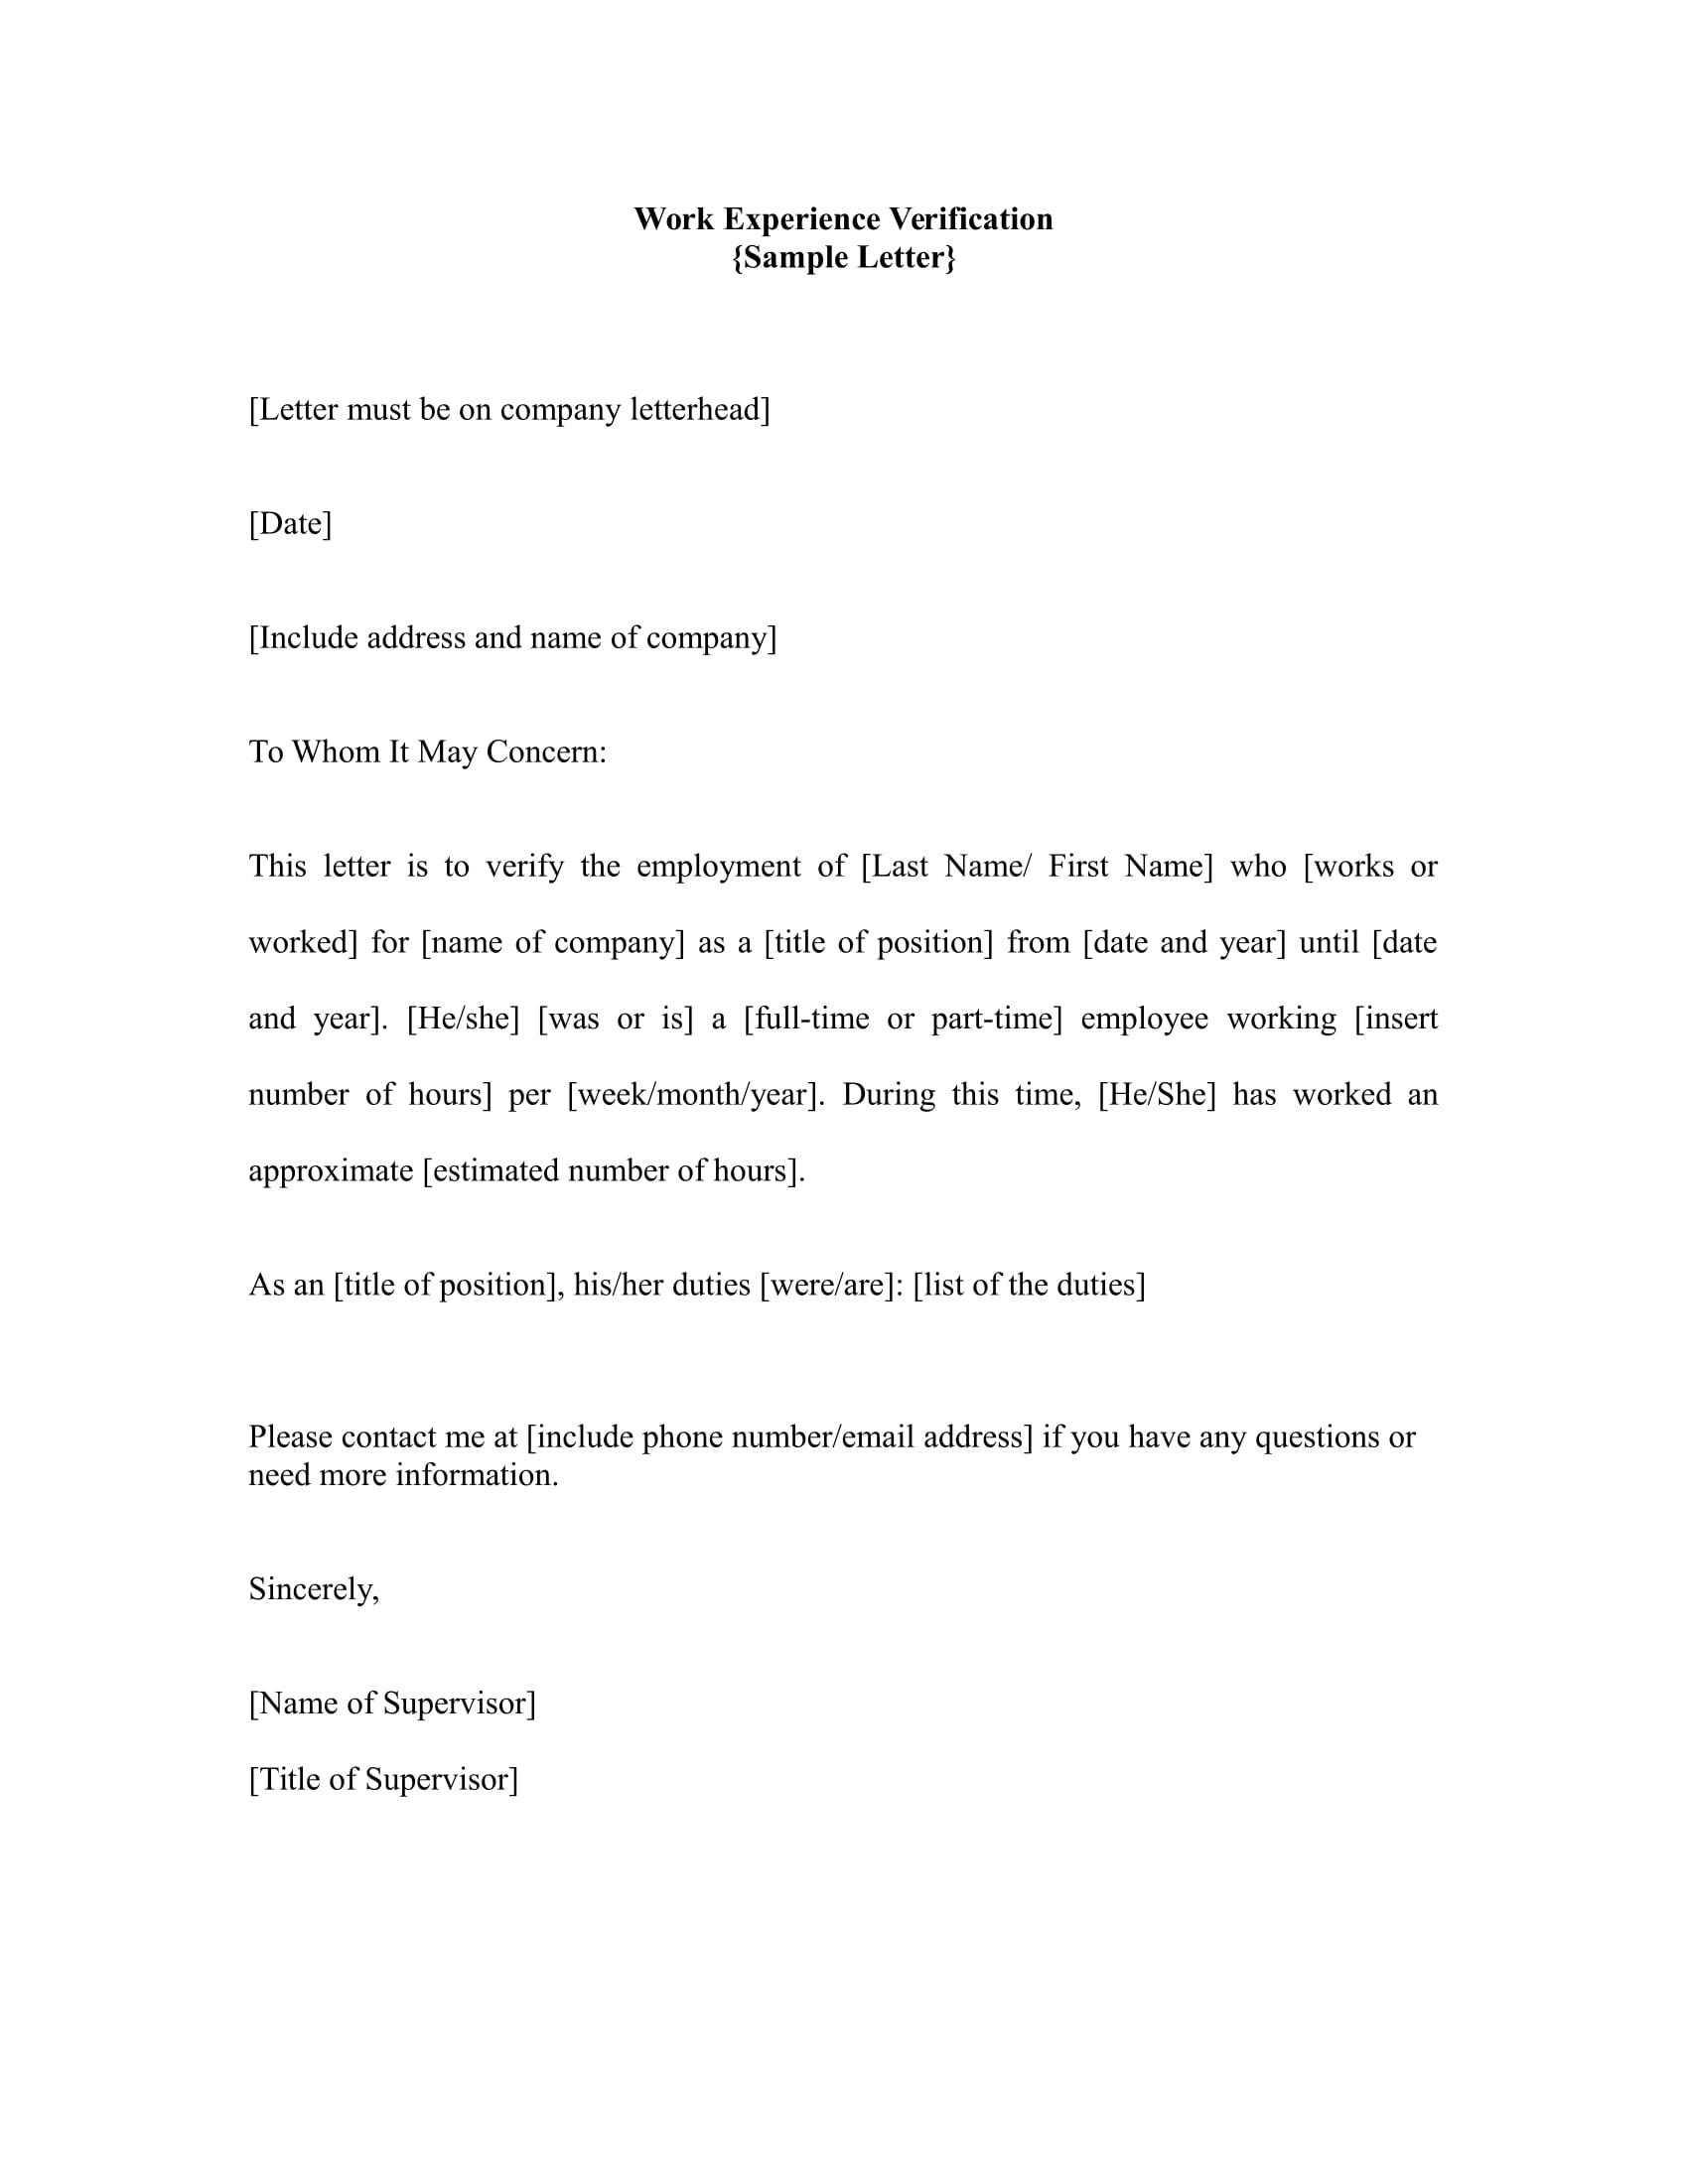 Work Experience Verification
{Sample Letter}
[Letter must be on company letterhead]
[Date]
[Include address and name of company]
To Whom It May Concern:
This letter is to verify the employment of [Last Name/ First Name] who [works or
worked] for [name of company] as a [title of position] from [date and year] until [date
and year]. [He/she] [was or is] a [full-time or part-time] employee working [insert
number of hours] per [week/month/year]. During this time, [He/She] has worked an
approximate [estimated number of hours].
As an [title of position], his/her duties [were/are]: [list of the duties]
Please contact me at [include phone number/email address] if you have any questions or
need more information.
Sincerely,
[Name of Supervisor]
[Title of Supervisor]